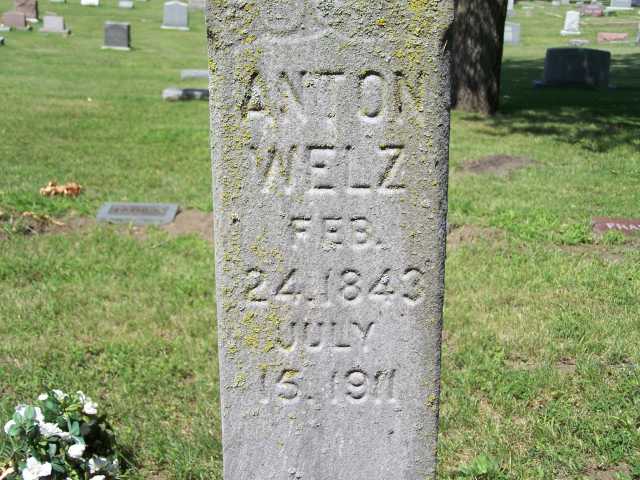 ANTON
WELZ
FEB.
24.1843
JULY
15.1911